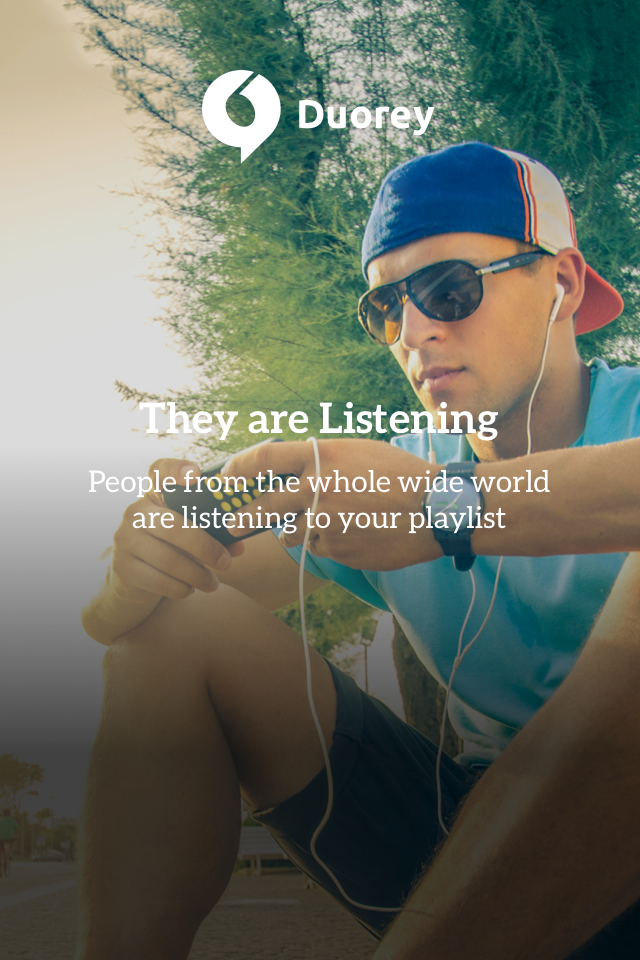 Duorey
They are Listening
People from the whole wide world
are listening to your playlist